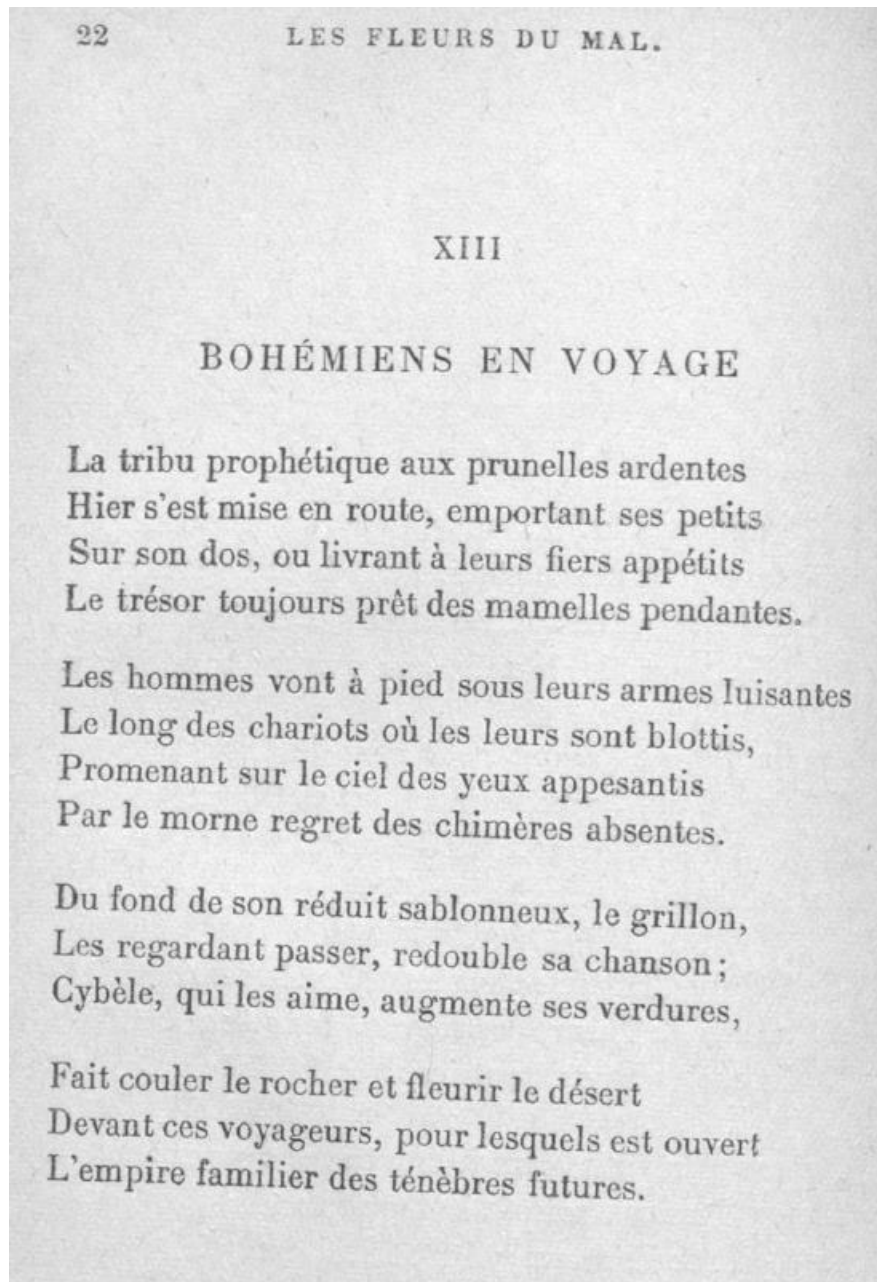 22 LES FLEURS DU MAL.
XIII
BOHÉMIENS EN VOYAGE
La tribu prophétique aux prunelles ardentes
Hier s'est mise en route, emportant ses petits
Sur son dos, ou livrant à leurs fiers appétits
Le trésor toujours prêt des mamelles pendantes.
Les hommes vont à pied sous leurs armes luisantes
Le long des chariots où les leurs sont blottis,
Promenant sur le ciel des yeux appesantis
Par le morne regret des chimères absentes.
Du fond de son réduit sablonneux, le grillon,
Les regardant passer, redouble sa chanson;
Cybèle, qui les aime, augmente ses verdures,
Fait couler le rocher et fleurir le désert
Devant ces voyageurs, pour lesquels est ouvert
L'empire familier des ténèbres futures.